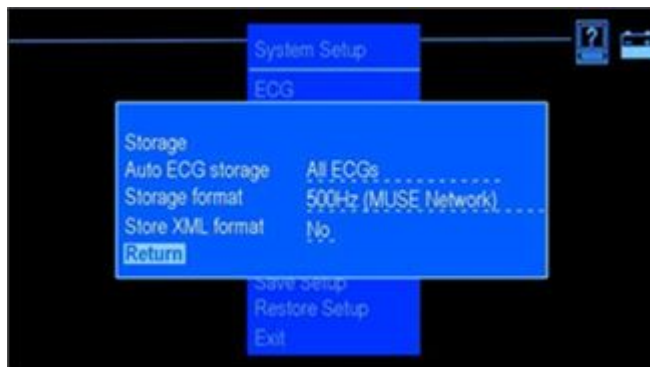 System Setup
?
ECG
Storage
Auto ECG storage All ECGs
Storage format 500Hz (MUSE Network)
Store XML format No
Return
Save Setup
Restore Setup
Exit